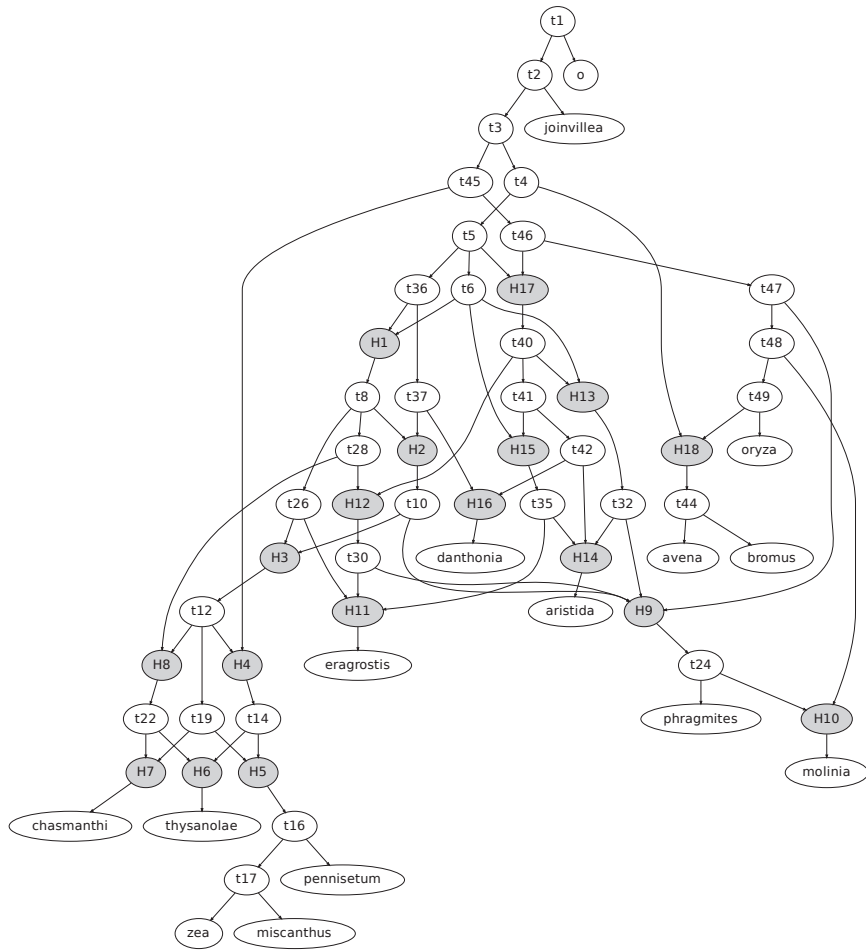 t1
t2 o
t3 joinvillea
t45 t4
t5 t46
t36 t6 H17 t47
H1 t40 t48
t8 t37 t41 H13 t49
t28 H2 H15 t42 H18 oryza
t26 H12 t10 H16 t35 t32 t44
H3 t30 danthonia H14 avena bromus
t12 H11 aristida H9
H8 H4 eragrostis t24
t22 t19 t14 phragmites H10
H7 H6 H5 molinia
chasmanthi thysanolae t16
t17 pennisetum
zea miscanthus